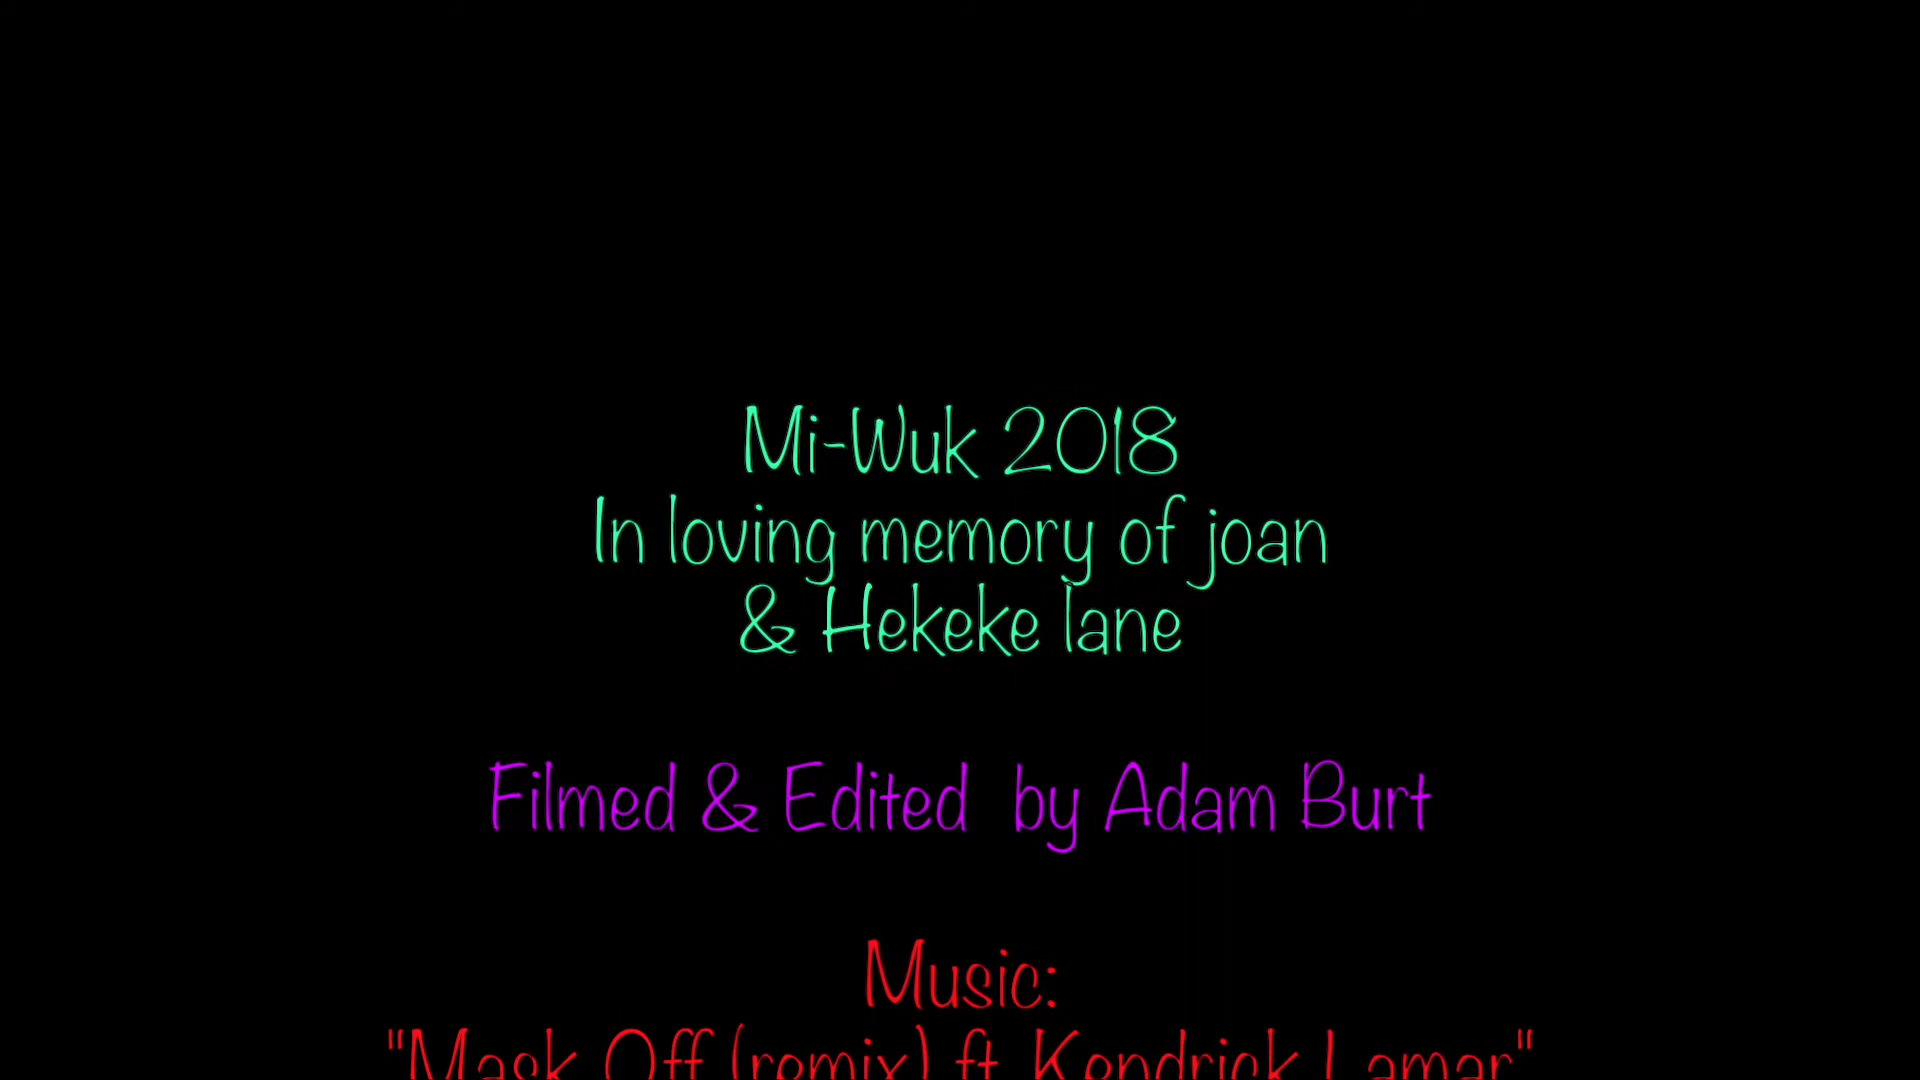 Mi-Wuk 2018
In loving memory of joan
& Hekeke lane
Filmed & Edited  by Adam Burt
Music:
"Mask Off (remix) ft. Kendrick Lamar"